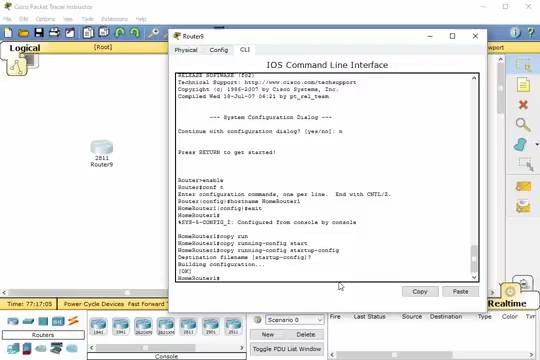 Cisco Packet Tracer Instructor
File Edit Options View Tools Extensions Help
Logical
[Root]
Viewport
2811
Router9
Router9
Physical Config CLI
IOS Command Line Interface
RELEASE SOFTWARE (fc2)
Technical Support: http://www.cisco.com/techsupport
Copyright (c) 1986-2007 by Cisco Systems, Inc.
Compiled Wed 18-Jul-07 06:21 by pt_rel_team
--- System Configuration Dialog ---
Continue with configuration dialog? [yes/no]: n
Press RETURN to get started!
Router>enable
Router#conf t
Enter configuration commands, one per line.  End with CNTL/Z.
Router(config)#hostname HomeRouter1
HomeRouter1(config)#exit
HomeRouter1#
%SYS-5-CONFIG_I: Configured from console by console
HomeRouter1#copy run
HomeRouter1#copy running-config start
HomeRouter1#copy running-config startup-config
Destination filename [startup-config]?
Building configuration...
[OK]
HomeRouter1#
Copy Paste
Time: 77:17:05 Power Cycle Devices Fast Forward Realtime
Routers
1841 1941 2620XM 2621XM 2811 2901 2911
Console
Scenario 0
New Delete
Toggle PDU List Window
Fire Last Status Source Destination Type Color